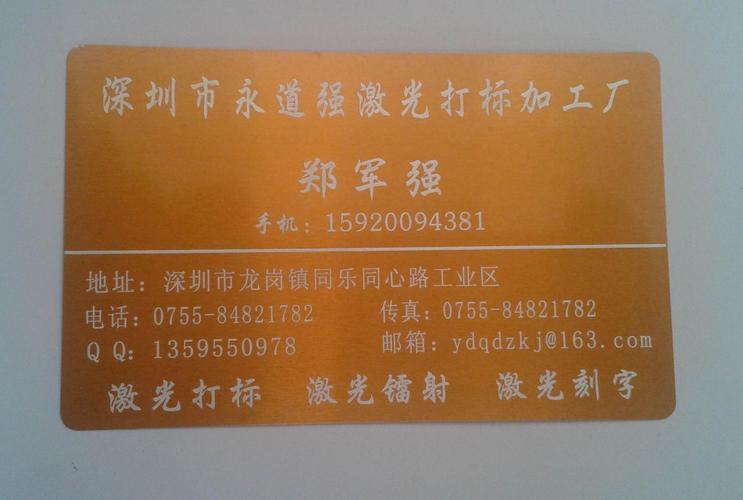 深圳市永道强激光打标加工厂
郑军强
手机：15920094381
地址：深圳市龙岗镇同乐同心路工业区
电话：0755-84821782 传真：0755-84821782
QQ：1359550978 邮箱：ydqdzkj@163.com
激光打标 激光镭射 激光刻字